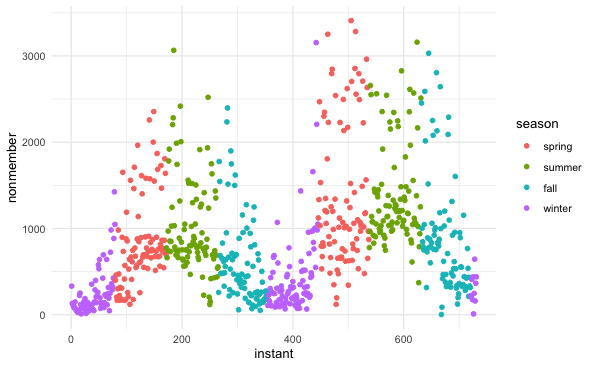 3000
2000
1000
0
nonmember
0
200
400
600
instant
season
spring
summer
fall
winter